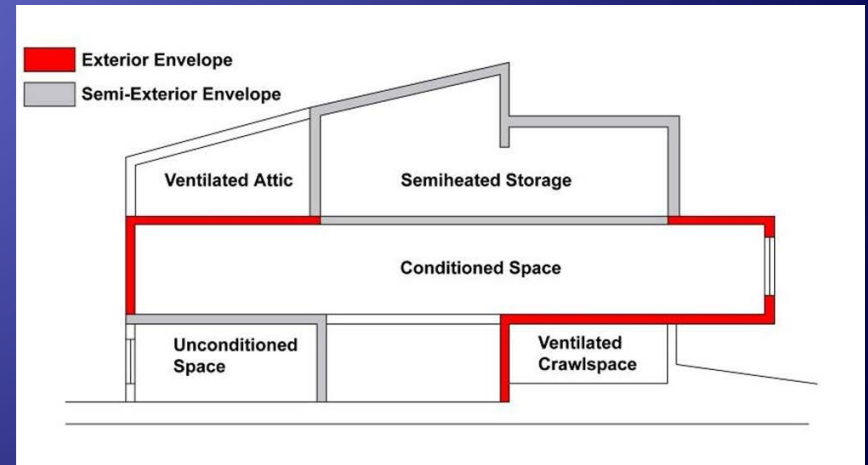 Exterior Envelope
Semi-Exterior Envelope
Ventilated Attic
Semiheated Storage
Conditioned Space
Unconditioned
Space
Ventilated
Crawlspace